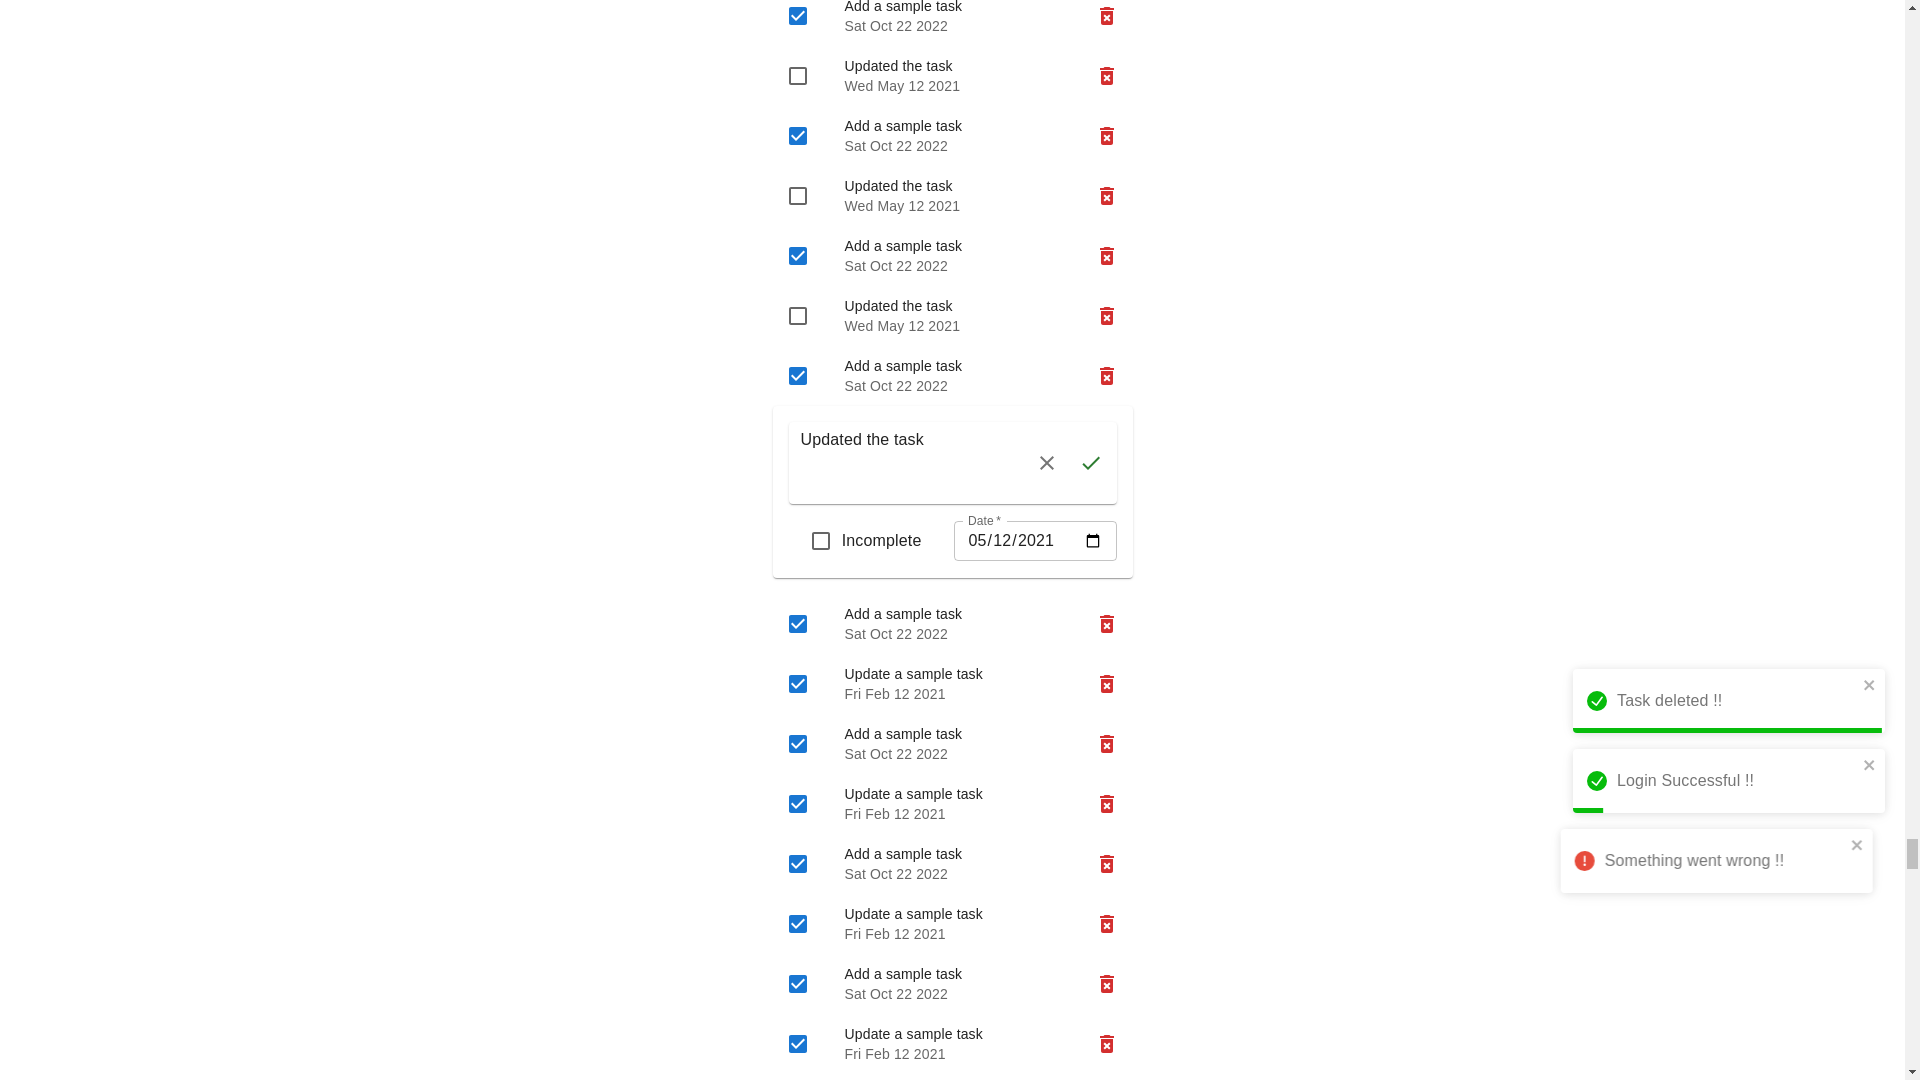 Add a sample task
Sat Oct 22 2022
Updated the task
Wed May 12 2021
Add a sample task
Sat Oct 22 2022
Updated the task
Wed May 12 2021
Add a sample task
Sat Oct 22 2022
Updated the task
Wed May 12 2021
Add a sample task
Sat Oct 22 2022
Updated the task
Incomplete
Date *
05/12/2021
Add a sample task
Sat Oct 22 2022
Update a sample task
Fri Feb 12 2021
Add a sample task
Sat Oct 22 2022
Update a sample task
Fri Feb 12 2021
Add a sample task
Sat Oct 22 2022
Update a sample task
Fri Feb 12 2021
Add a sample task
Sat Oct 22 2022
Update a sample task
Fri Feb 12 2021
Task deleted !!
Login Successful !!
Something went wrong !!